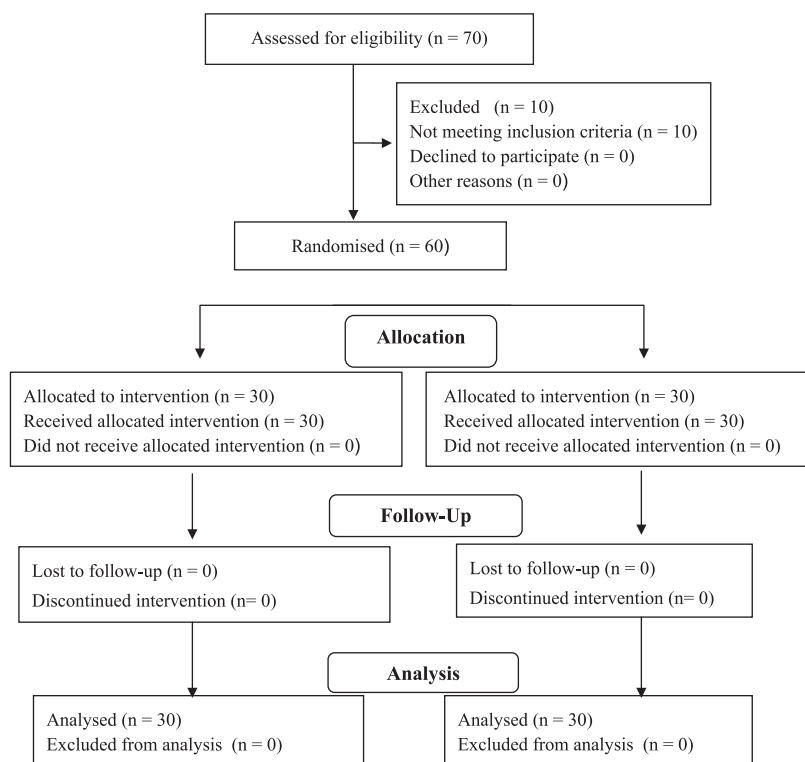 Assessed for eligibility (n = 70)
Excluded (n = 10)
Not meeting inclusion criteria (n = 10)
Declined to participate (n = 0)
Other reasons (n = 0)
Randomised (n = 60)
Allocation
Allocated to intervention (n = 30)
Received allocated intervention (n = 30)
Did not receive allocated intervention (n = 0)
Allocated to intervention (n = 30)
Received allocated intervention (n = 30)
Did not receive allocated intervention (n = 0)
Follow-Up
Lost to follow-up (n = 0)
Discontinued intervention (n= 0)
Lost to follow-up (n = 0)
Discontinued intervention (n= 0)
Analysis
Analysed (n = 30)
Excluded from analysis (n = 0)
Analysed (n = 30)
Excluded from analysis (n = 0)